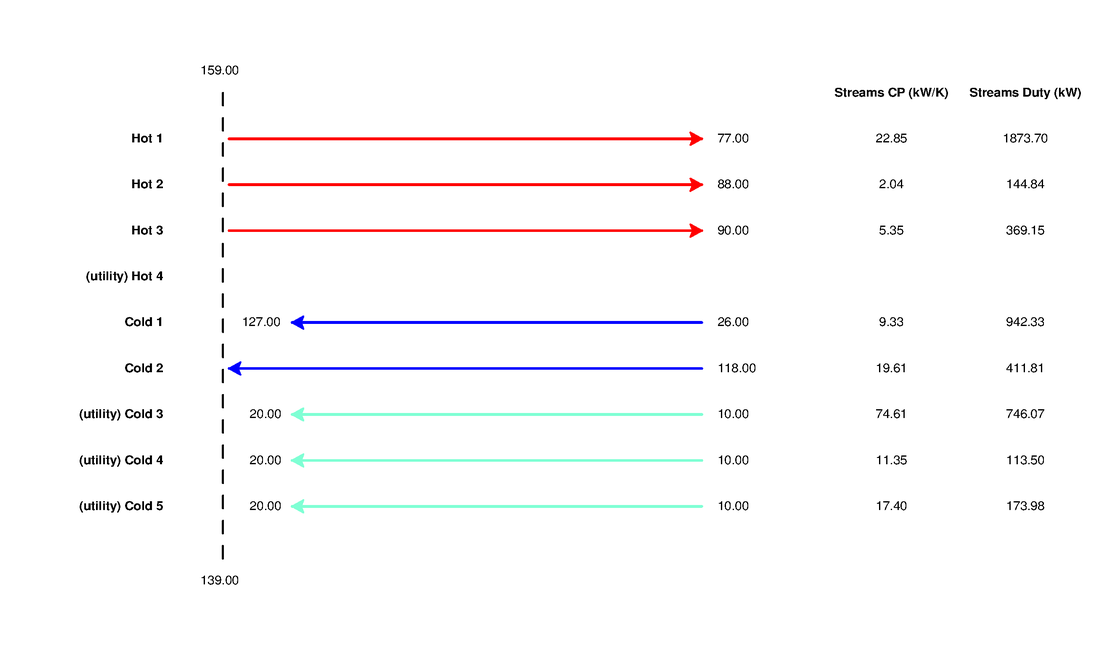 159.00
Streams CP (kW/K) Streams Duty (kW)
Hot 1 77.00 22.85 1873.70
Hot 2 88.00 2.04 144.84
Hot 3 90.00 5.35 369.15
(utility) Hot 4
Cold 1 127.00 26.00 9.33 942.33
Cold 2 118.00 19.61 411.81
(utility) Cold 3 20.00 10.00 74.61 746.07
(utility) Cold 4 20.00 10.00 11.35 113.50
(utility) Cold 5 20.00 10.00 17.40 173.98
139.00